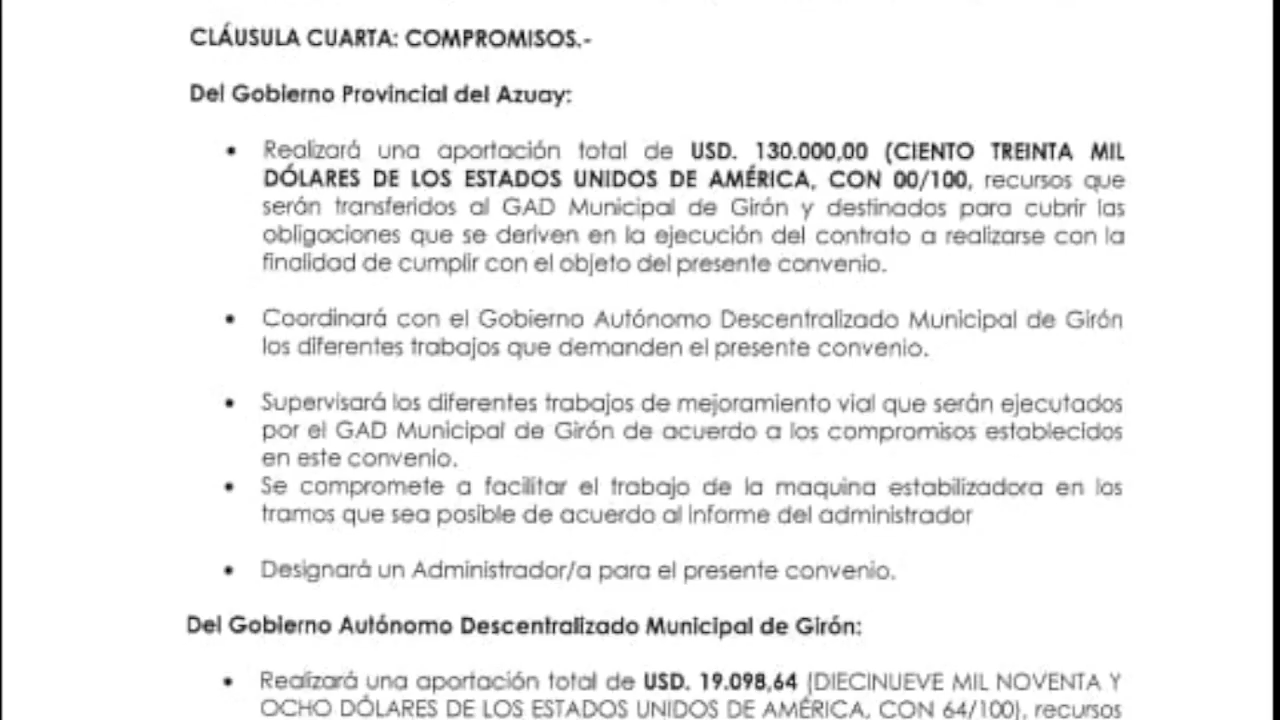 CLÁUSULA CUARTA: COMPROMISOS.-
Del Gobierno Provincial del Azuay:
• Realizará una aportación total de USD. 130.000,00 (CIENTO TREINTA MIL
DÓLARES DE LOS ESTADOS UNIDOS DE AMÉRICA, CON 00/100, recursos que
serán transferidos al GAD Municipal de Girón y destinados para cubrir las
obligaciones que se deriven en la ejecución del contrato a realizarse con la
finalidad de cumplir con el objeto del presente convenio.
• Coordinará con el Gobierno Autónomo Descentralizado Municipal de Girón
los diferentes trabajos que demanden el presente convenio.
• Supervisará los diferentes trabajos de mejoramiento vial que serán ejecutados
por el GAD Municipal de Girón de acuerdo a los compromisos establecidos
en este convenio.
• Se compromete a facilitar el trabajo de la maquina estabilizadora en los
tramos que sea posible de acuerdo al informe del administrador
• Designará un Administrador/a para el presente convenio.
Del Gobierno Autónomo Descentralizado Municipal de Girón:
• Realizará una aportación total de USD. 19.098,64 (DIECINUEVE MIL NOVENTA Y
OCHO DÓLARES DE LOS ESTADOS UNIDOS DE AMÉRICA, CON 64/100), recursos